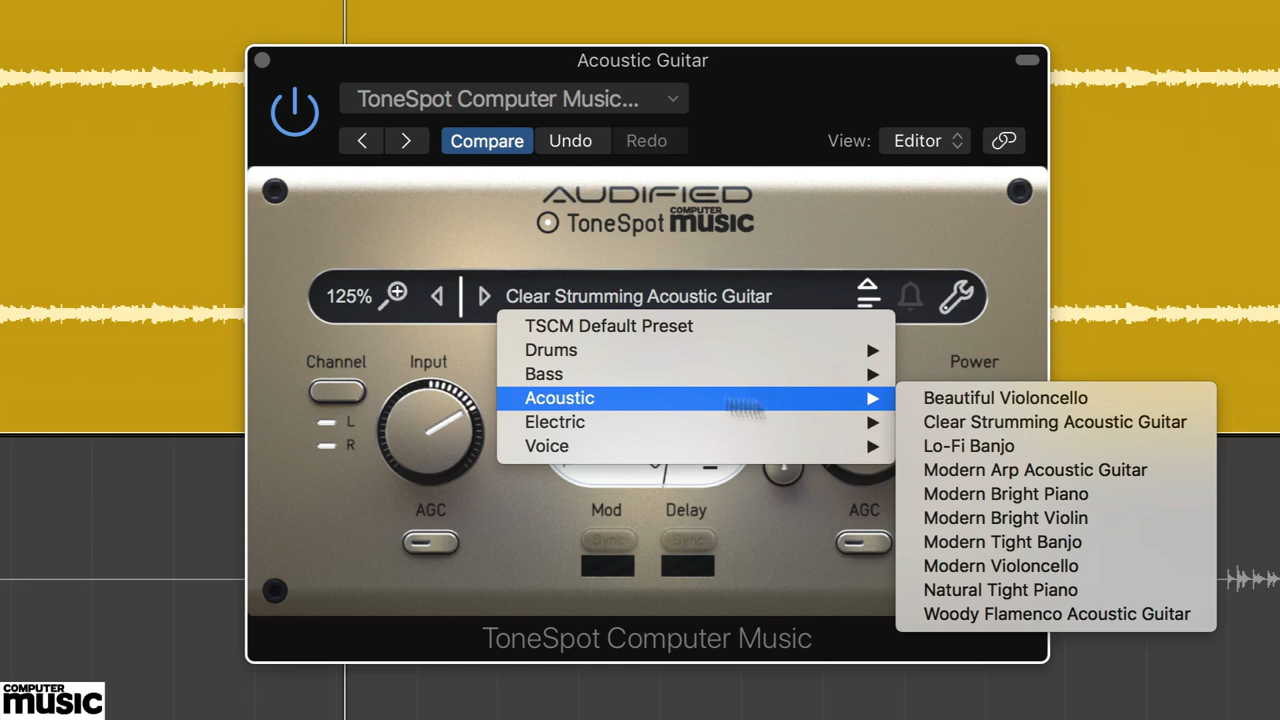 Acoustic Guitar
ToneSpot Computer Music...
Compare
Undo
Redo
View:
Editor
AUDIFIED
ToneSpot COMPUTER music
125%
Clear Strumming Acoustic Guitar
TSCM Default Preset
Drums
Bass
Acoustic
Electric
Voice
Beautiful Violoncello
Clear Strumming Acoustic Guitar
Lo-Fi Banjo
Modern Arp Acoustic Guitar
Modern Bright Piano
Modern Bright Violin
Modern Tight Banjo
Modern Violoncello
Natural Tight Piano
Woody Flamenco Acoustic Guitar
Channel
Input
Power
L
R
AGC
Mod
Delay
AGC
Sync
Sync
ToneSpot Computer Music
COMPUTER
music